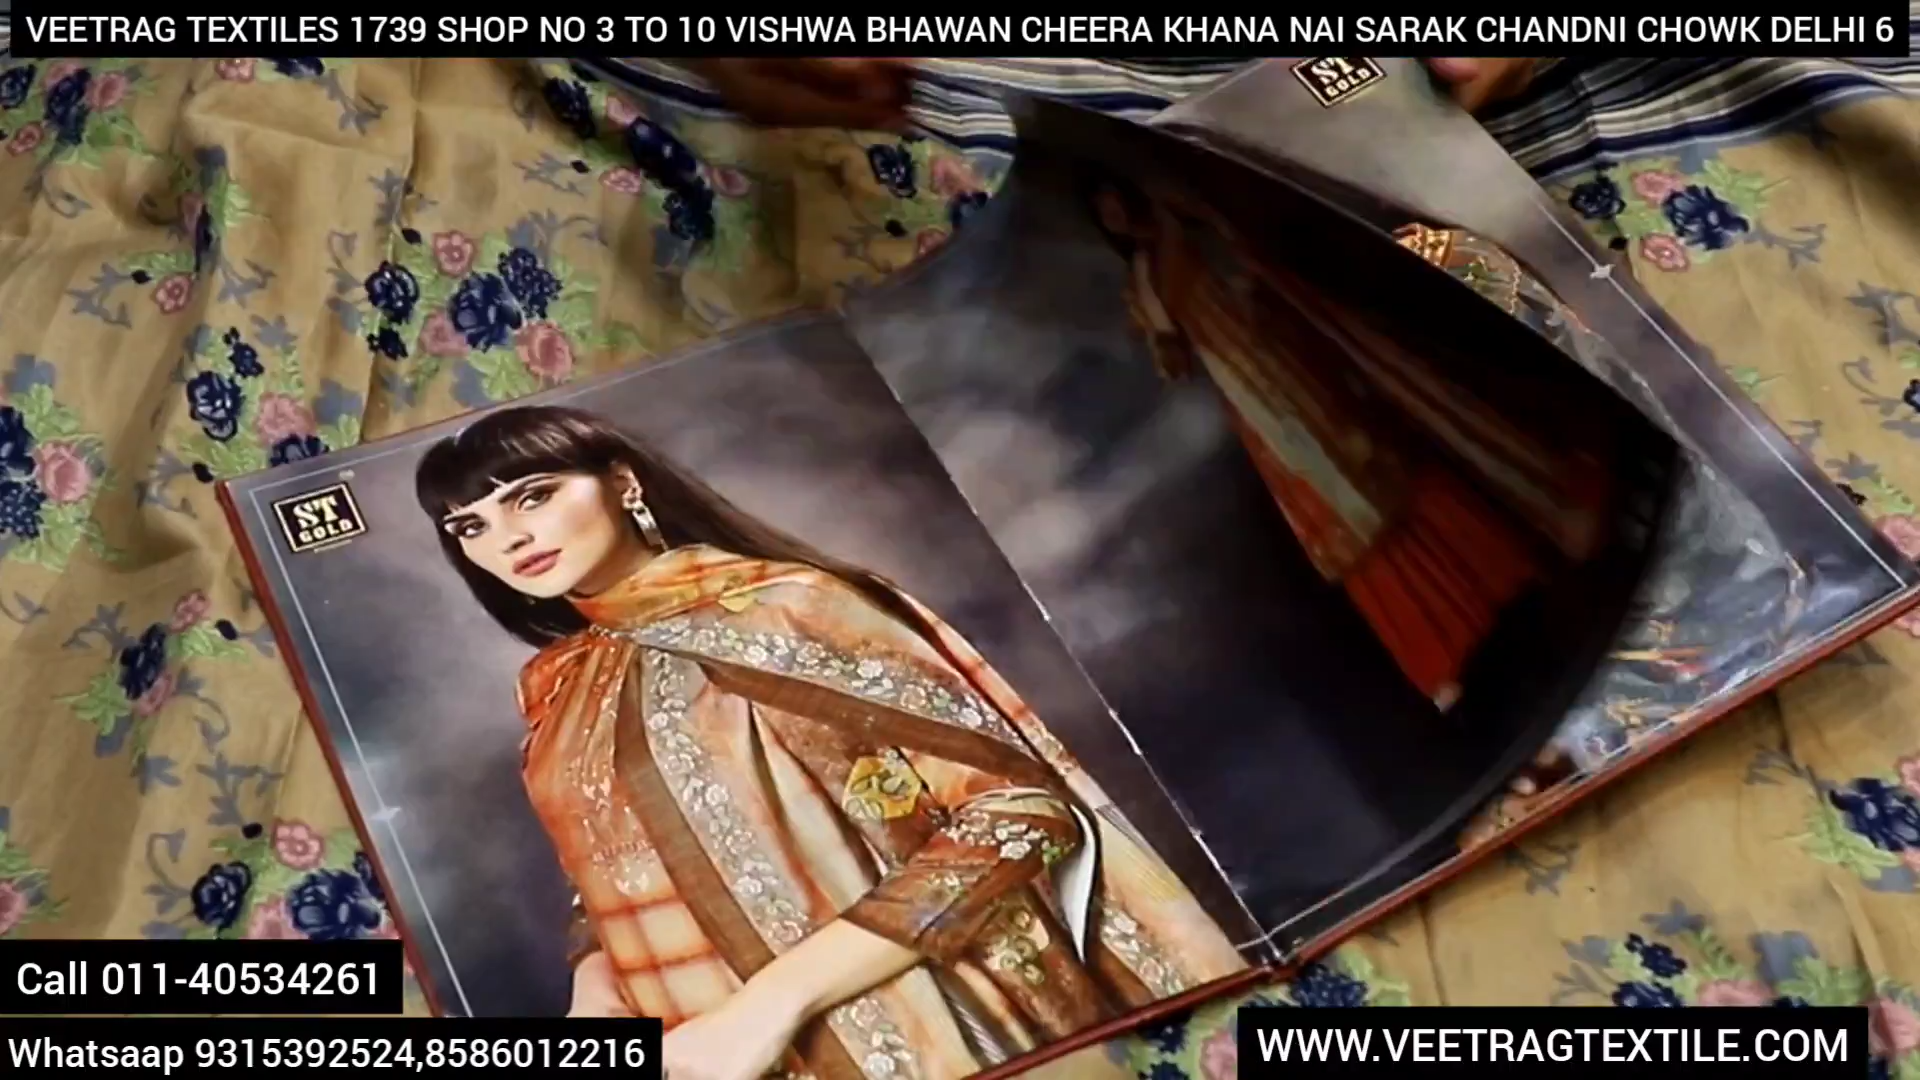 VEETRAG TEXTILES 1739 SHOP NO 3 TO 10 VISHWA BHAWAN CHEERA KHANA NAI SARAK CHANDNI CHOWK DELHI 6
ST
GOLD
ST
GOLD
Call 011-40534261
Whatsaap 9315392524,8586012216
WWW.VEETRAGTEXTILE.COM